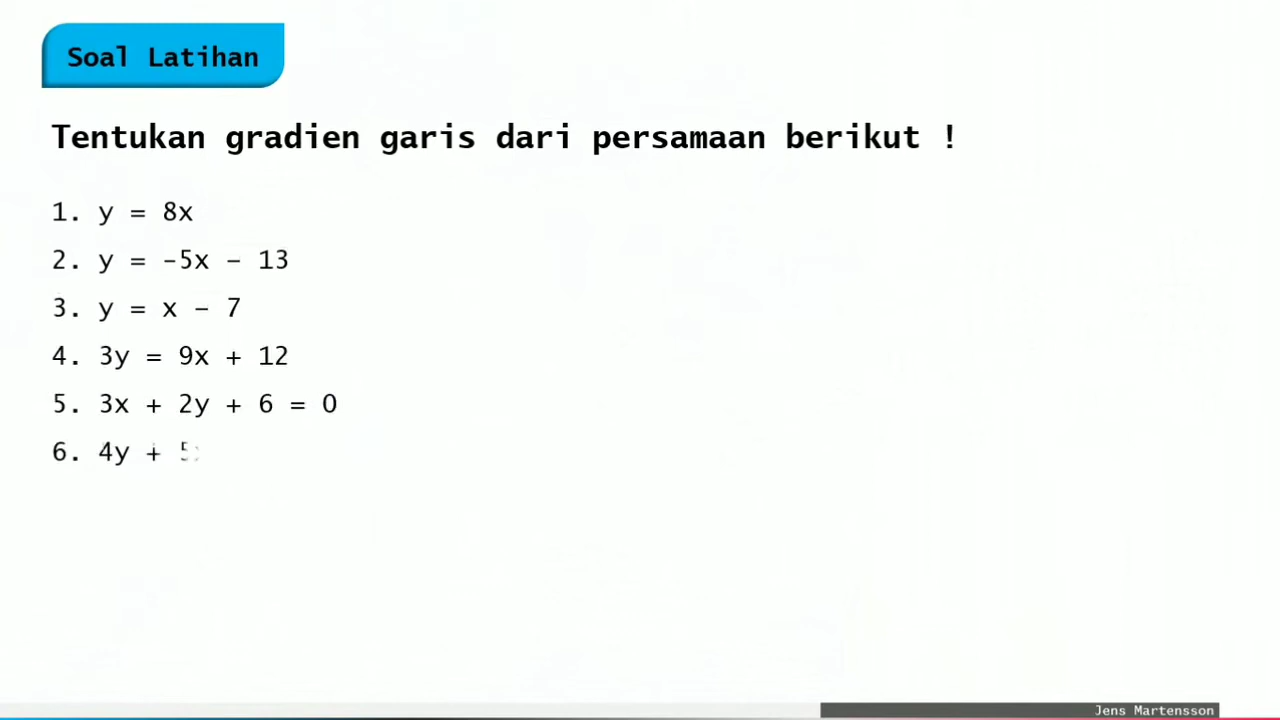 Soal Latihan
Tentukan gradien garis dari persamaan berikut !
1. y = 8x
2. y = -5x - 13
3. y = x - 7
4. 3y = 9x + 12
5. 3x + 2y + 6 = 0
6. 4y +
Jens Martensson